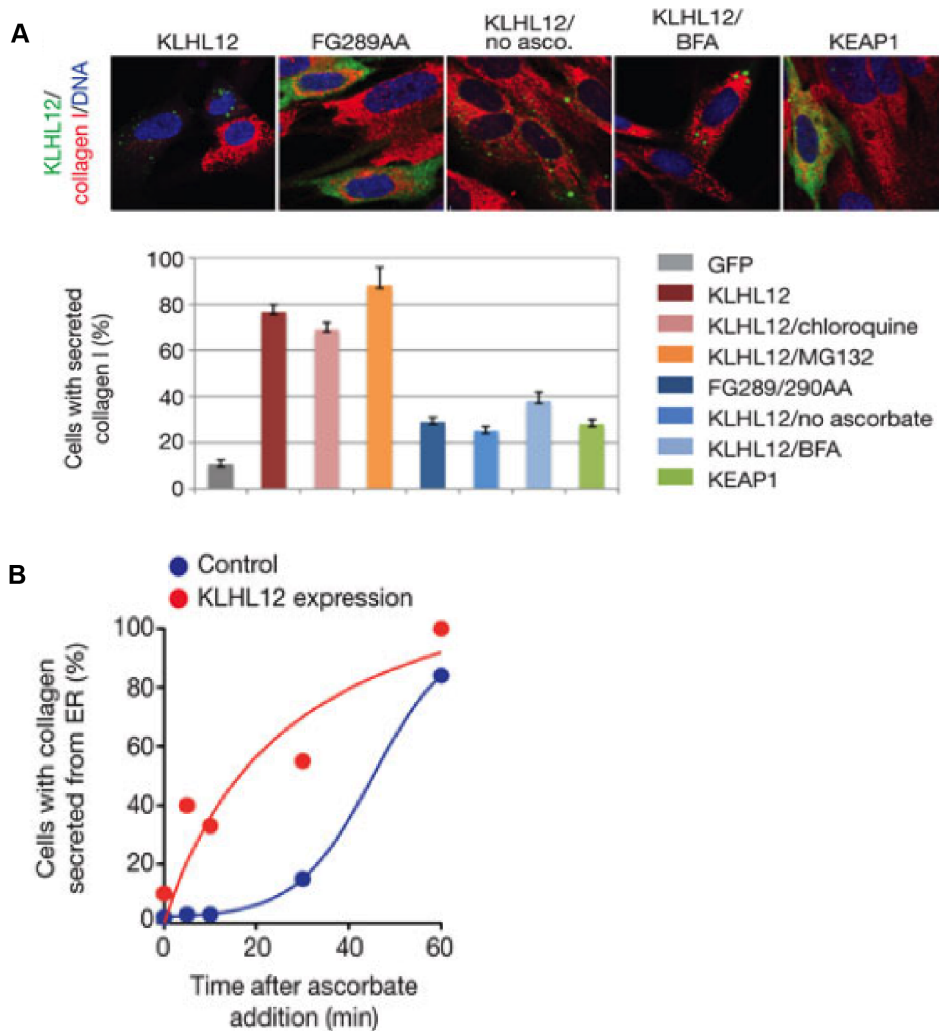 A
KLHL12
FG289AA
KLHL12/
no asco.
KLHL12/
BFA
KEAP1
KLHL12/
collagen I/DNA
Cells with secreted
collagen I (%)
100
80
60
40
20
0
GFP
KLHL12
KLHL12/chloroquine
KLHL12/MG132
FG289/290AA
KLHL12/no ascorbate
KLHL12/BFA
KEAP1
B
Control
KLHL12 expression
Cells with collagen
secreted from ER (%)
100
80
60
40
20
0
0 20 40 60
Time after ascorbate
addition (min)